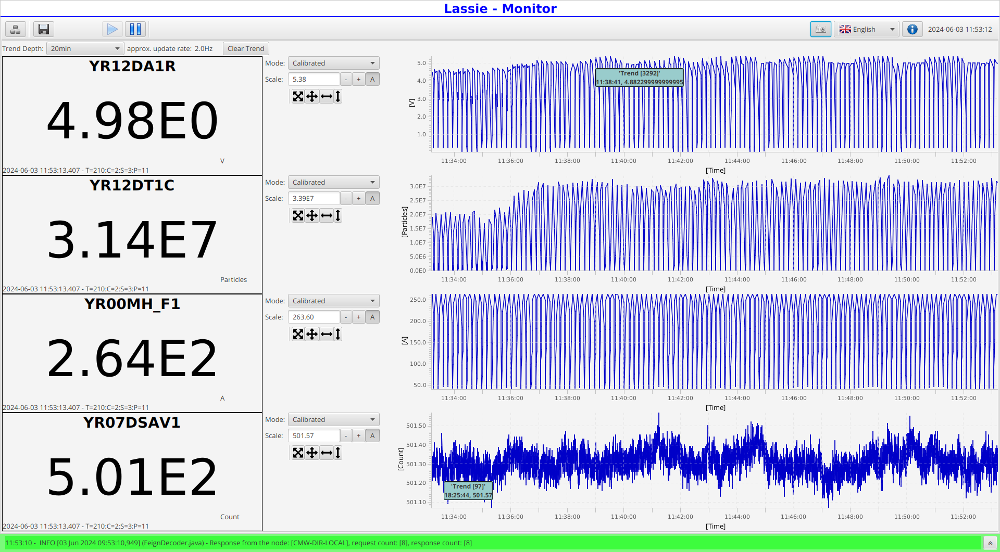 Lassie - Monitor
English
2024-06-03 11:53:12
Trend Depth: 20min approx. update rate: 2.0Hz Clear Trend
YR12DA1R
4.98E0
V
2024-06-03 11:53:13.407 - T=210:C=2:S=3:P=11
Mode: Calibrated
Scale: 5.38 - + A
[V]
5.0
4.0
3.0
2.0
1.0
'Trend [3292]'
11:38:41, 4.882299999999995
11:34:00 11:36:00 11:38:00 11:40:00 11:42:00 11:44:00 11:46:00 11:48:00 11:50:00 11:52:00
[Time]
YR12DT1C
3.14E7
Particles
2024-06-03 11:53:13.407 - T=210:C=2:S=3:P=11
Mode: Calibrated
Scale: 3.39E7 - + A
[Particles]
3.0E7
2.5E7
2.0E7
1.5E7
1.0E7
5.0E6
0.0E0
11:34:00 11:36:00 11:38:00 11:40:00 11:42:00 11:44:00 11:46:00 11:48:00 11:50:00 11:52:00
[Time]
YR00MH_F1
2.64E2
A
2024-06-03 11:53:13.407 - T=210:C=2:S=3:P=11
Mode: Calibrated
Scale: 263.60 - + A
[A]
250.0
200.0
150.0
100.0
50.0
11:34:00 11:36:00 11:38:00 11:40:00 11:42:00 11:44:00 11:46:00 11:48:00 11:50:00 11:52:00
[Time]
YR07DSAV1
5.01E2
Count
2024-06-03 11:53:13.407 - T=210:C=2:S=3:P=11
Mode: Calibrated
Scale: 501.57 - + A
[Count]
501.50
501.40
501.30
501.20
501.10
'Trend [97]'
18:25:44, 501.57
11:34:00 11:36:00 11:38:00 11:40:00 11:42:00 11:44:00 11:46:00 11:48:00 11:50:00 11:52:00
[Time]
11:53:10 - INFO [03 Jun 2024 09:53:10,949] (FeignDecoder.java) - Response from the node: [CMW-DIR-LOCAL], request count: [8], response count: [8]